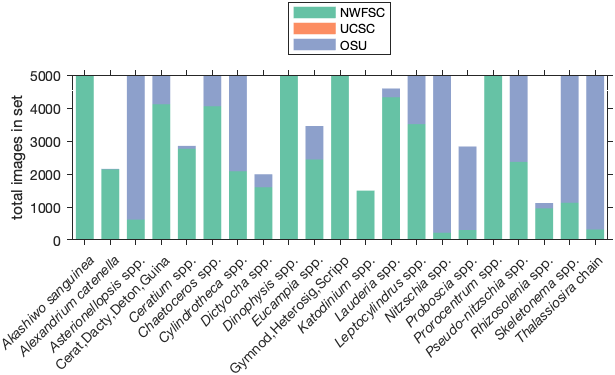 NWFSC
UCSC
OSU
total images in set
5000
4000
3000
2000
1000
0
Akashiwo sanguinea
Alexandrium catenella
Asterionellopsis spp.
Cerat,Dacty,Deton,Guina
Ceratium spp.
Chaetoceros spp.
Cylindrotheca spp.
Dictyocha spp.
Dinophysis spp.
Eucampia spp.
Gymnod,Heterosig,Scripp
Katodinium spp.
Lauderia spp.
Leptocylindrus spp.
Nitzschia spp.
Proboscia spp.
Prorocentrum spp.
Pseudo-nitzschia spp.
Rhizosolenia spp.
Skeletonema spp.
Thalassiosira chain